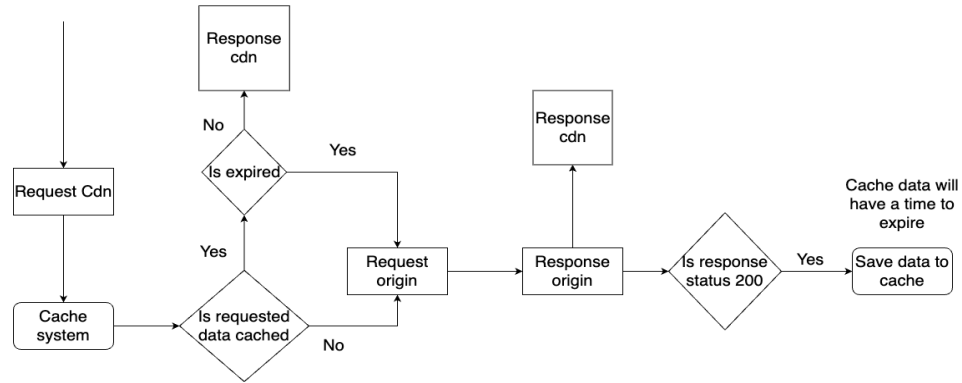 Response
cdn
No
Is expired
Yes
Request Cdn
Yes
Cache
system
Is requested
data cached
No
Request
origin
Response
cdn
Response
origin
Is response
status 200
Yes
Cache data will
have a time to
expire
Save data to
cache